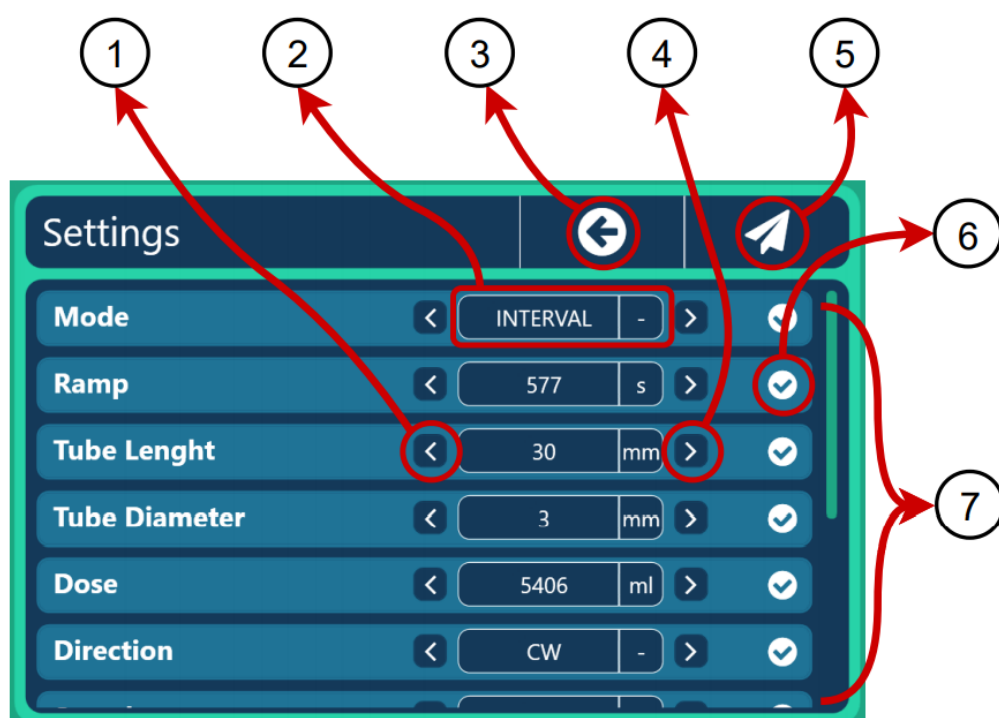 1 2 3 4 5
Settings
6
Mode INTERVAL -
Ramp 577 s
Tube Lenght 30 mm
Tube Diameter 3 mm
7
Dose 5406 ml
Direction CW -